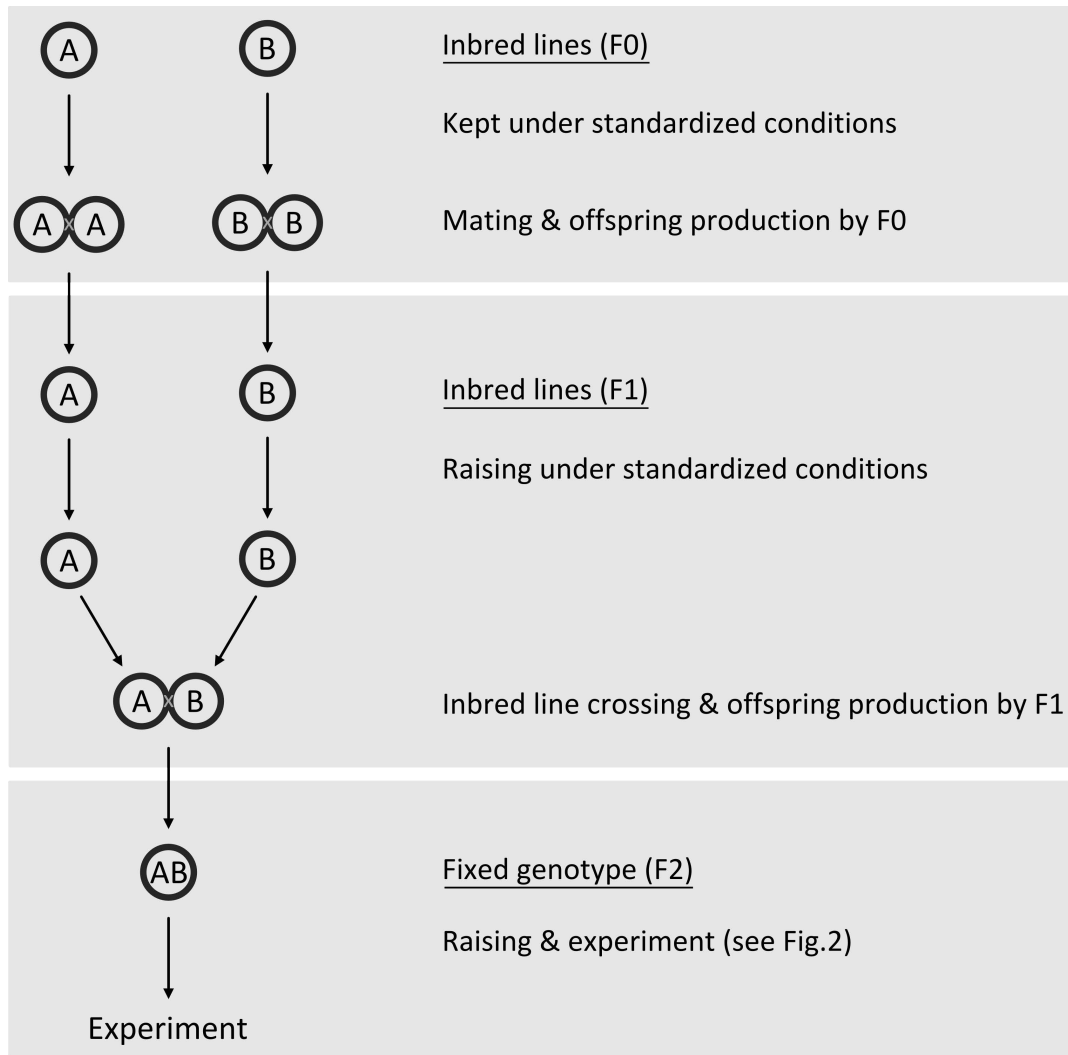 A B Inbred lines (F0)
Kept under standardized conditions
A x A B x B Mating & offspring production by F0
A B Inbred lines (F1)
Raising under standardized conditions
A B
A x B Inbred line crossing & offspring production by F1
AB Fixed genotype (F2)
Raising & experiment (see Fig.2)
Experiment